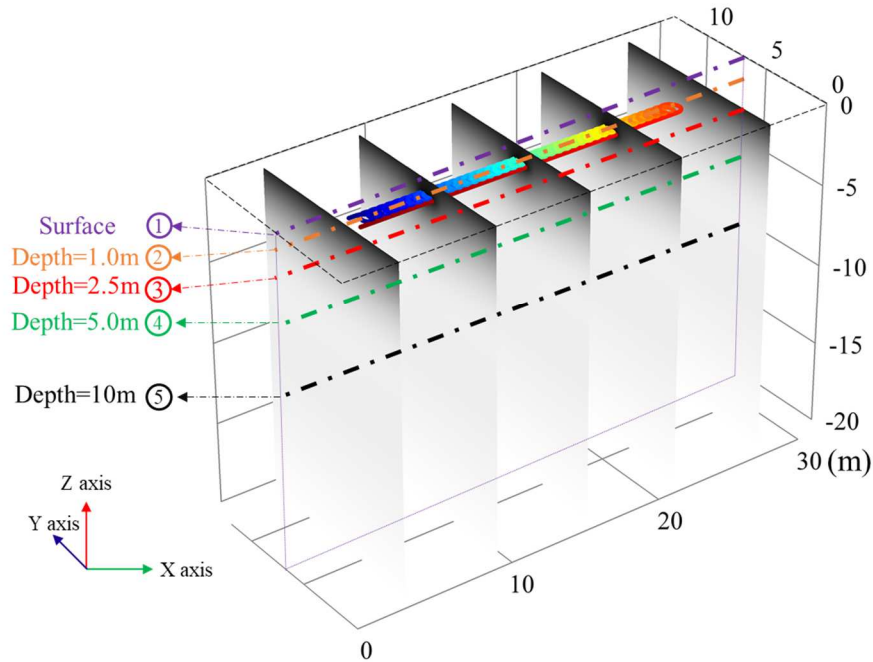 10
5
0
0
-5
-10
-15
-20
30 (m)
20
10
0
Surface ①
Depth=1.0m ②
Depth=2.5m ③
Depth=5.0m ④
Depth=10m ⑤
Z axis
Y axis
X axis